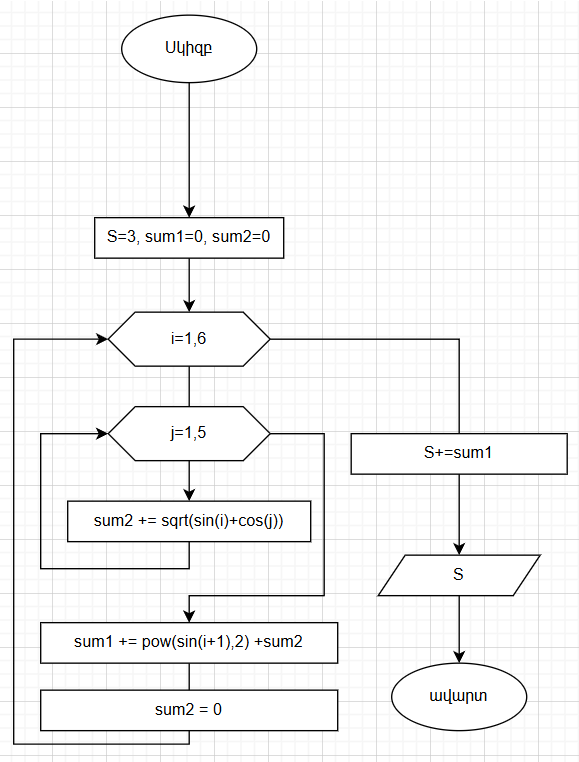 Սկիզբ
S=3, sum1=0, sum2=0
i=1,6
j=1,5
sum2 += sqrt(sin(i)+cos(j))
sum1 += pow(sin(i+1),2) +sum2
sum2 = 0
S+=sum1
S
ավարտ